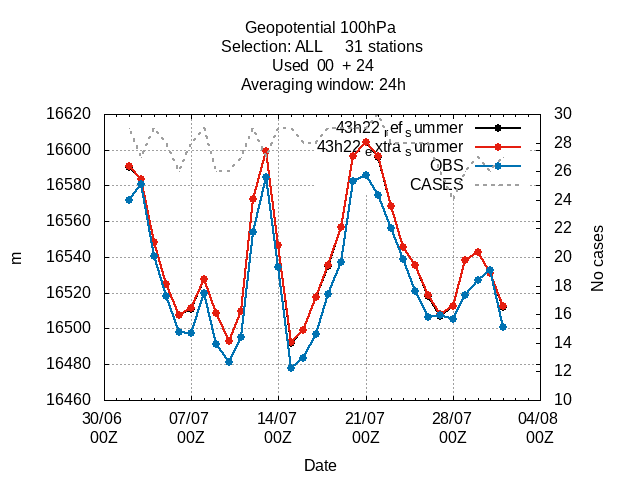 Geopotential 100hPa
Selection: ALL 31 stations
Used 00 + 24
Averaging window: 24h
16620 30
43h22refsummer
16600 28
43h22extrasummer
OBS 26
16580
CASES
24
16560 22
16540 20
m
No cases
18
16520
16
16500 14
16480 12
16460 10
30/06 07/07 14/07 21/07 28/07 04/08
00Z 00Z 00Z 00Z 00Z 00Z
Date